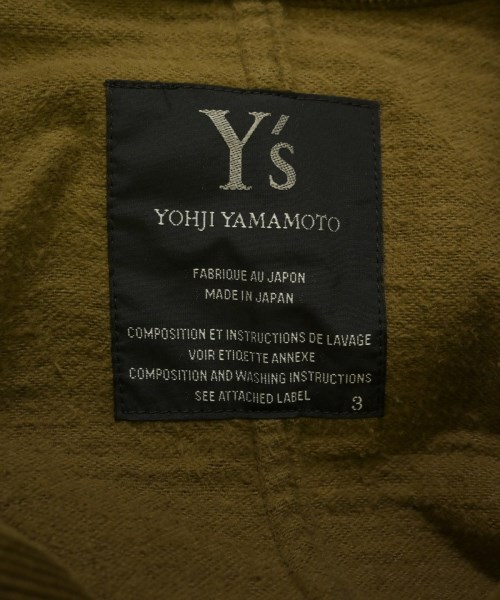 Y's
YOHJI YAMAMOTO
FABRIQUE AU JAPON
MADE IN JAPAN
COMPOSITION ET INSTRUCTIONS DE LAVAGE
VOIR ETIQETTE ANNEXE
COMPOSITION AND WASHING INSTRUCTIONS
SEE ATTACHED LABEL
3